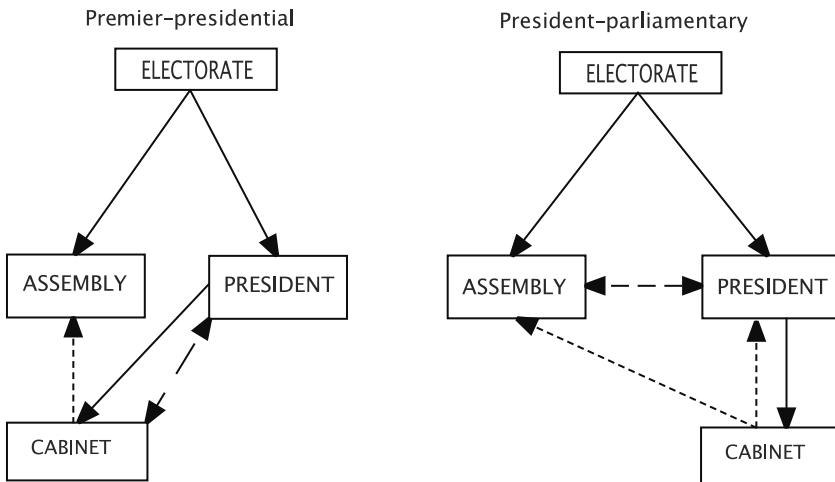 Premier–presidential
ELECTORATE
ASSEMBLY
PRESIDENT
CABINET
President–parliamentary
ELECTORATE
ASSEMBLY
PRESIDENT
CABINET